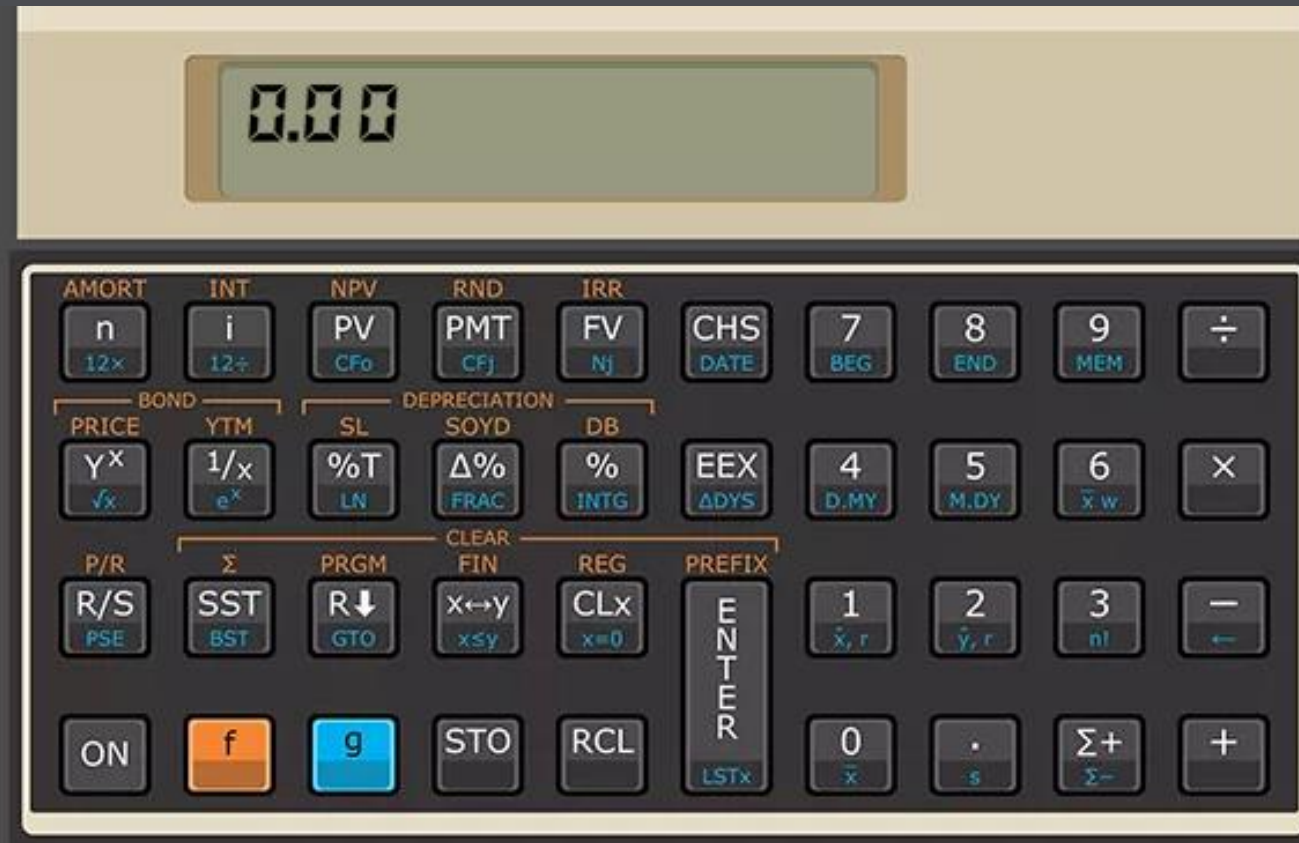 0.00
AMORT INT NPV RND IRR
n i PV PMT FV CHS 7 8 9 ÷
12× 12÷ CFo CFj Nj DATE BEG END MEM
BOND DEPRECIATION
PRICE YTM SL SOYD DB
Yˣ 1/x %T Δ% % EEX 4 5 6 ×
√x eˣ LN FRAC INTG ΔDYS D.MY M.DY x̄ w
CLEAR
P/R Σ PRGM FIN REG PREFIX
R/S SST R⬇ x↔y CLx ENTER 1 2 3 −
PSE BST GTO x≤y x=0 x̂, r ŷ, r n! ←
ON f g STO RCL 0 . Σ+ +
LSTx x̄ s Σ−